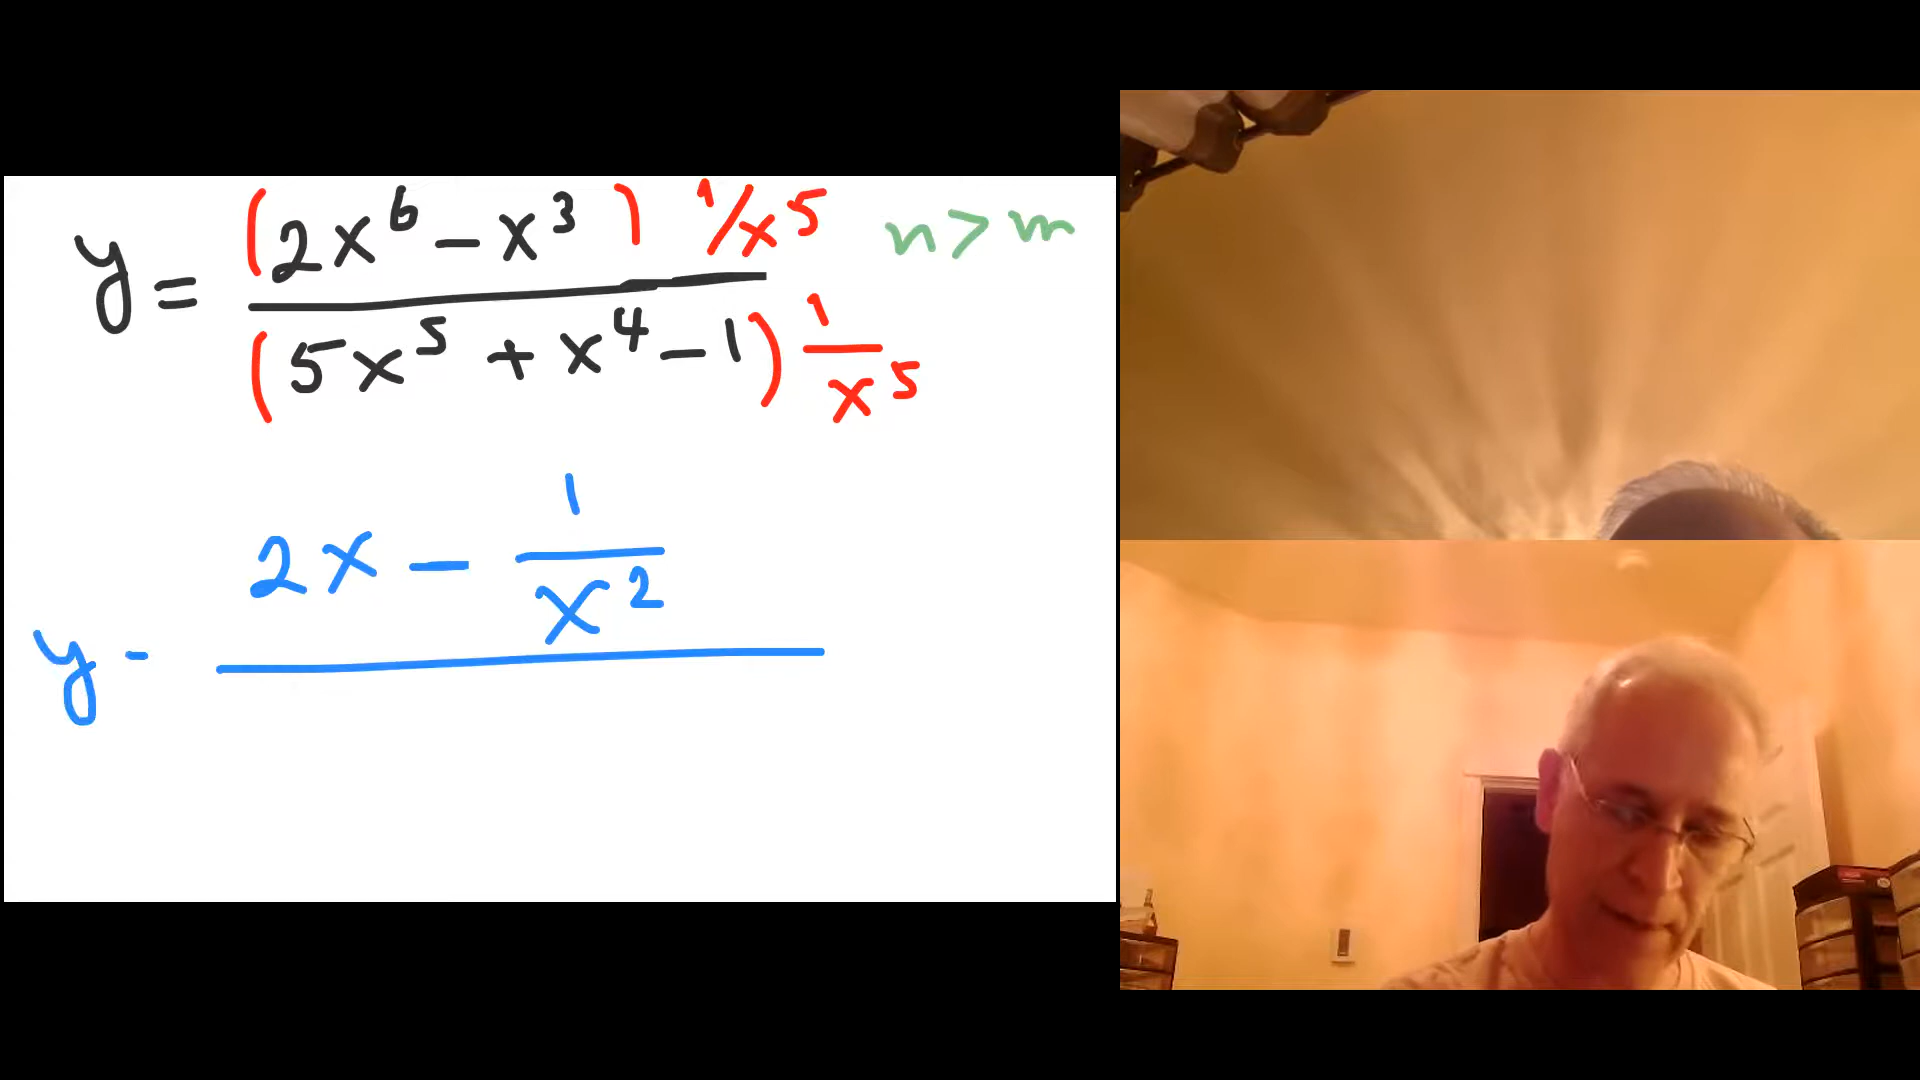 y = (2x⁶ - x³) 1/x⁵ n > m
(5x⁵ + x⁴ - 1) 1/x⁵
y - 2x - 1/x²